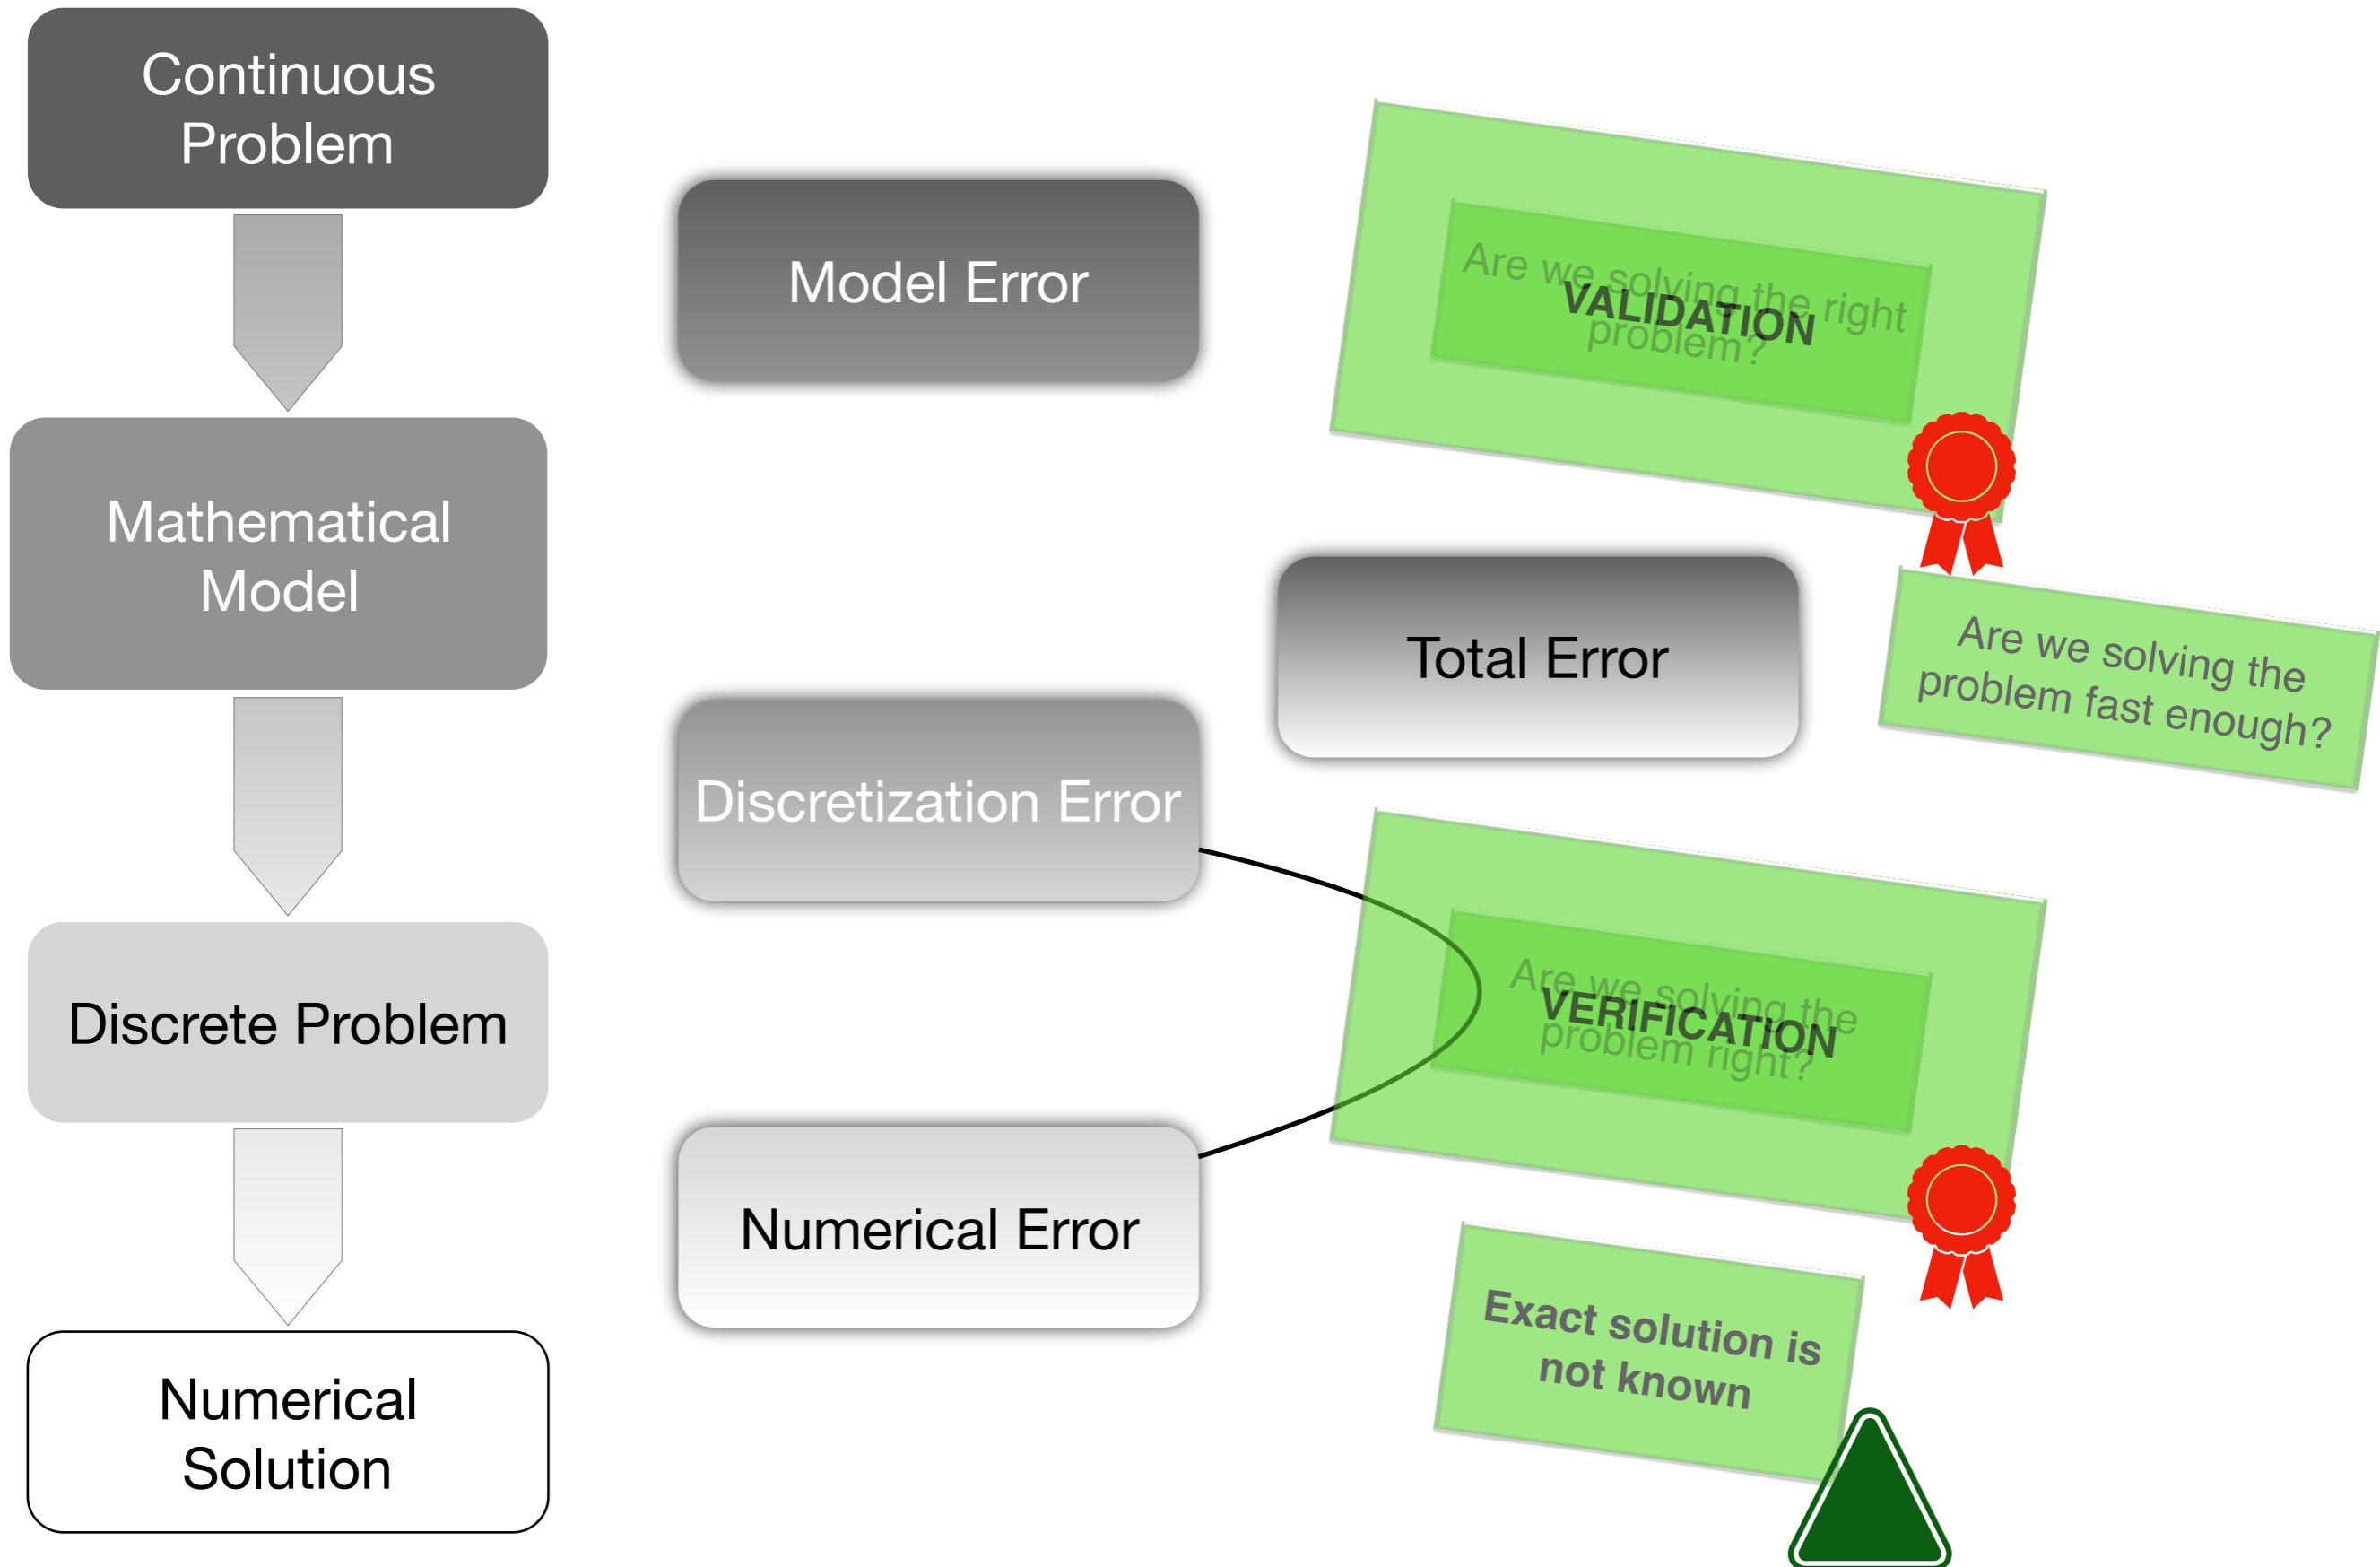 Continuous
Problem
Model Error
Are we solving the right
problem?
VALIDATION
Mathematical
Model
Total Error
Are we solving the
problem fast enough?
Discretization Error
Discrete Problem
Are we solving the
problem right?
VERIFICATION
Numerical Error
Exact solution is
not known
Numerical
Solution